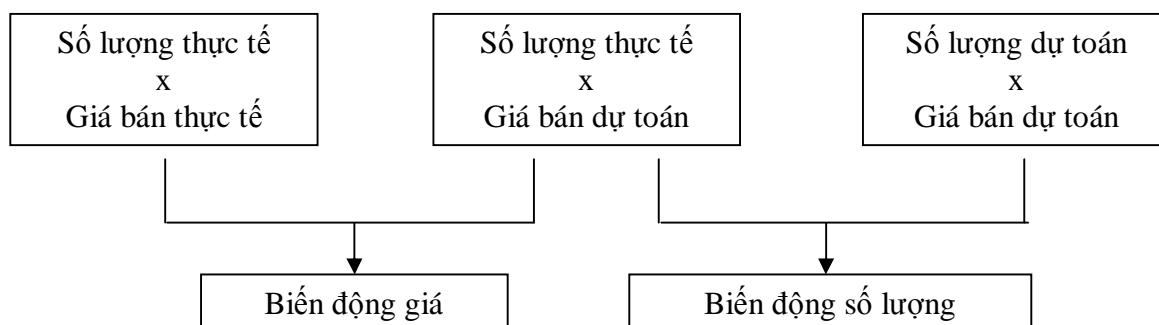 Số lượng thực tế
x
Giá bán thực tế
Số lượng thực tế
x
Giá bán dự toán
Số lượng dự toán
x
Giá bán dự toán
Biến động giá
Biến động số lượng